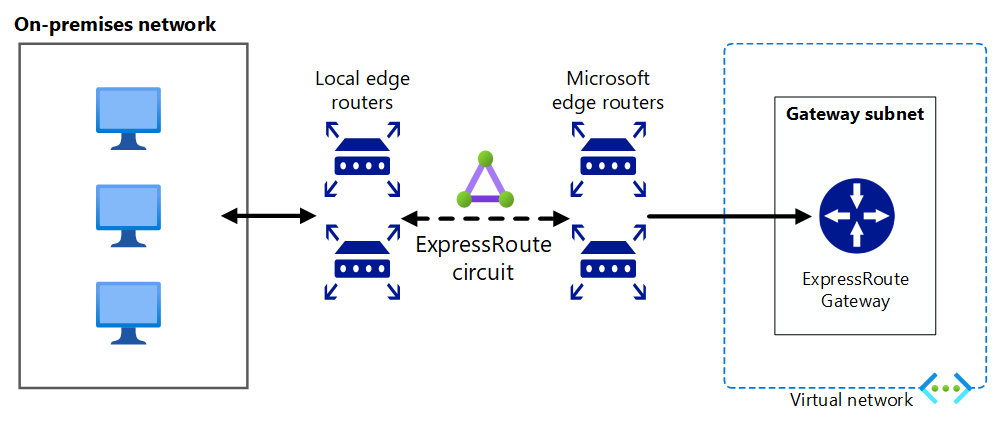 On-premises network
Local edge
routers
Microsoft
edge routers
Gateway subnet
ExpressRoute
circuit
ExpressRoute
Gateway
Virtual network